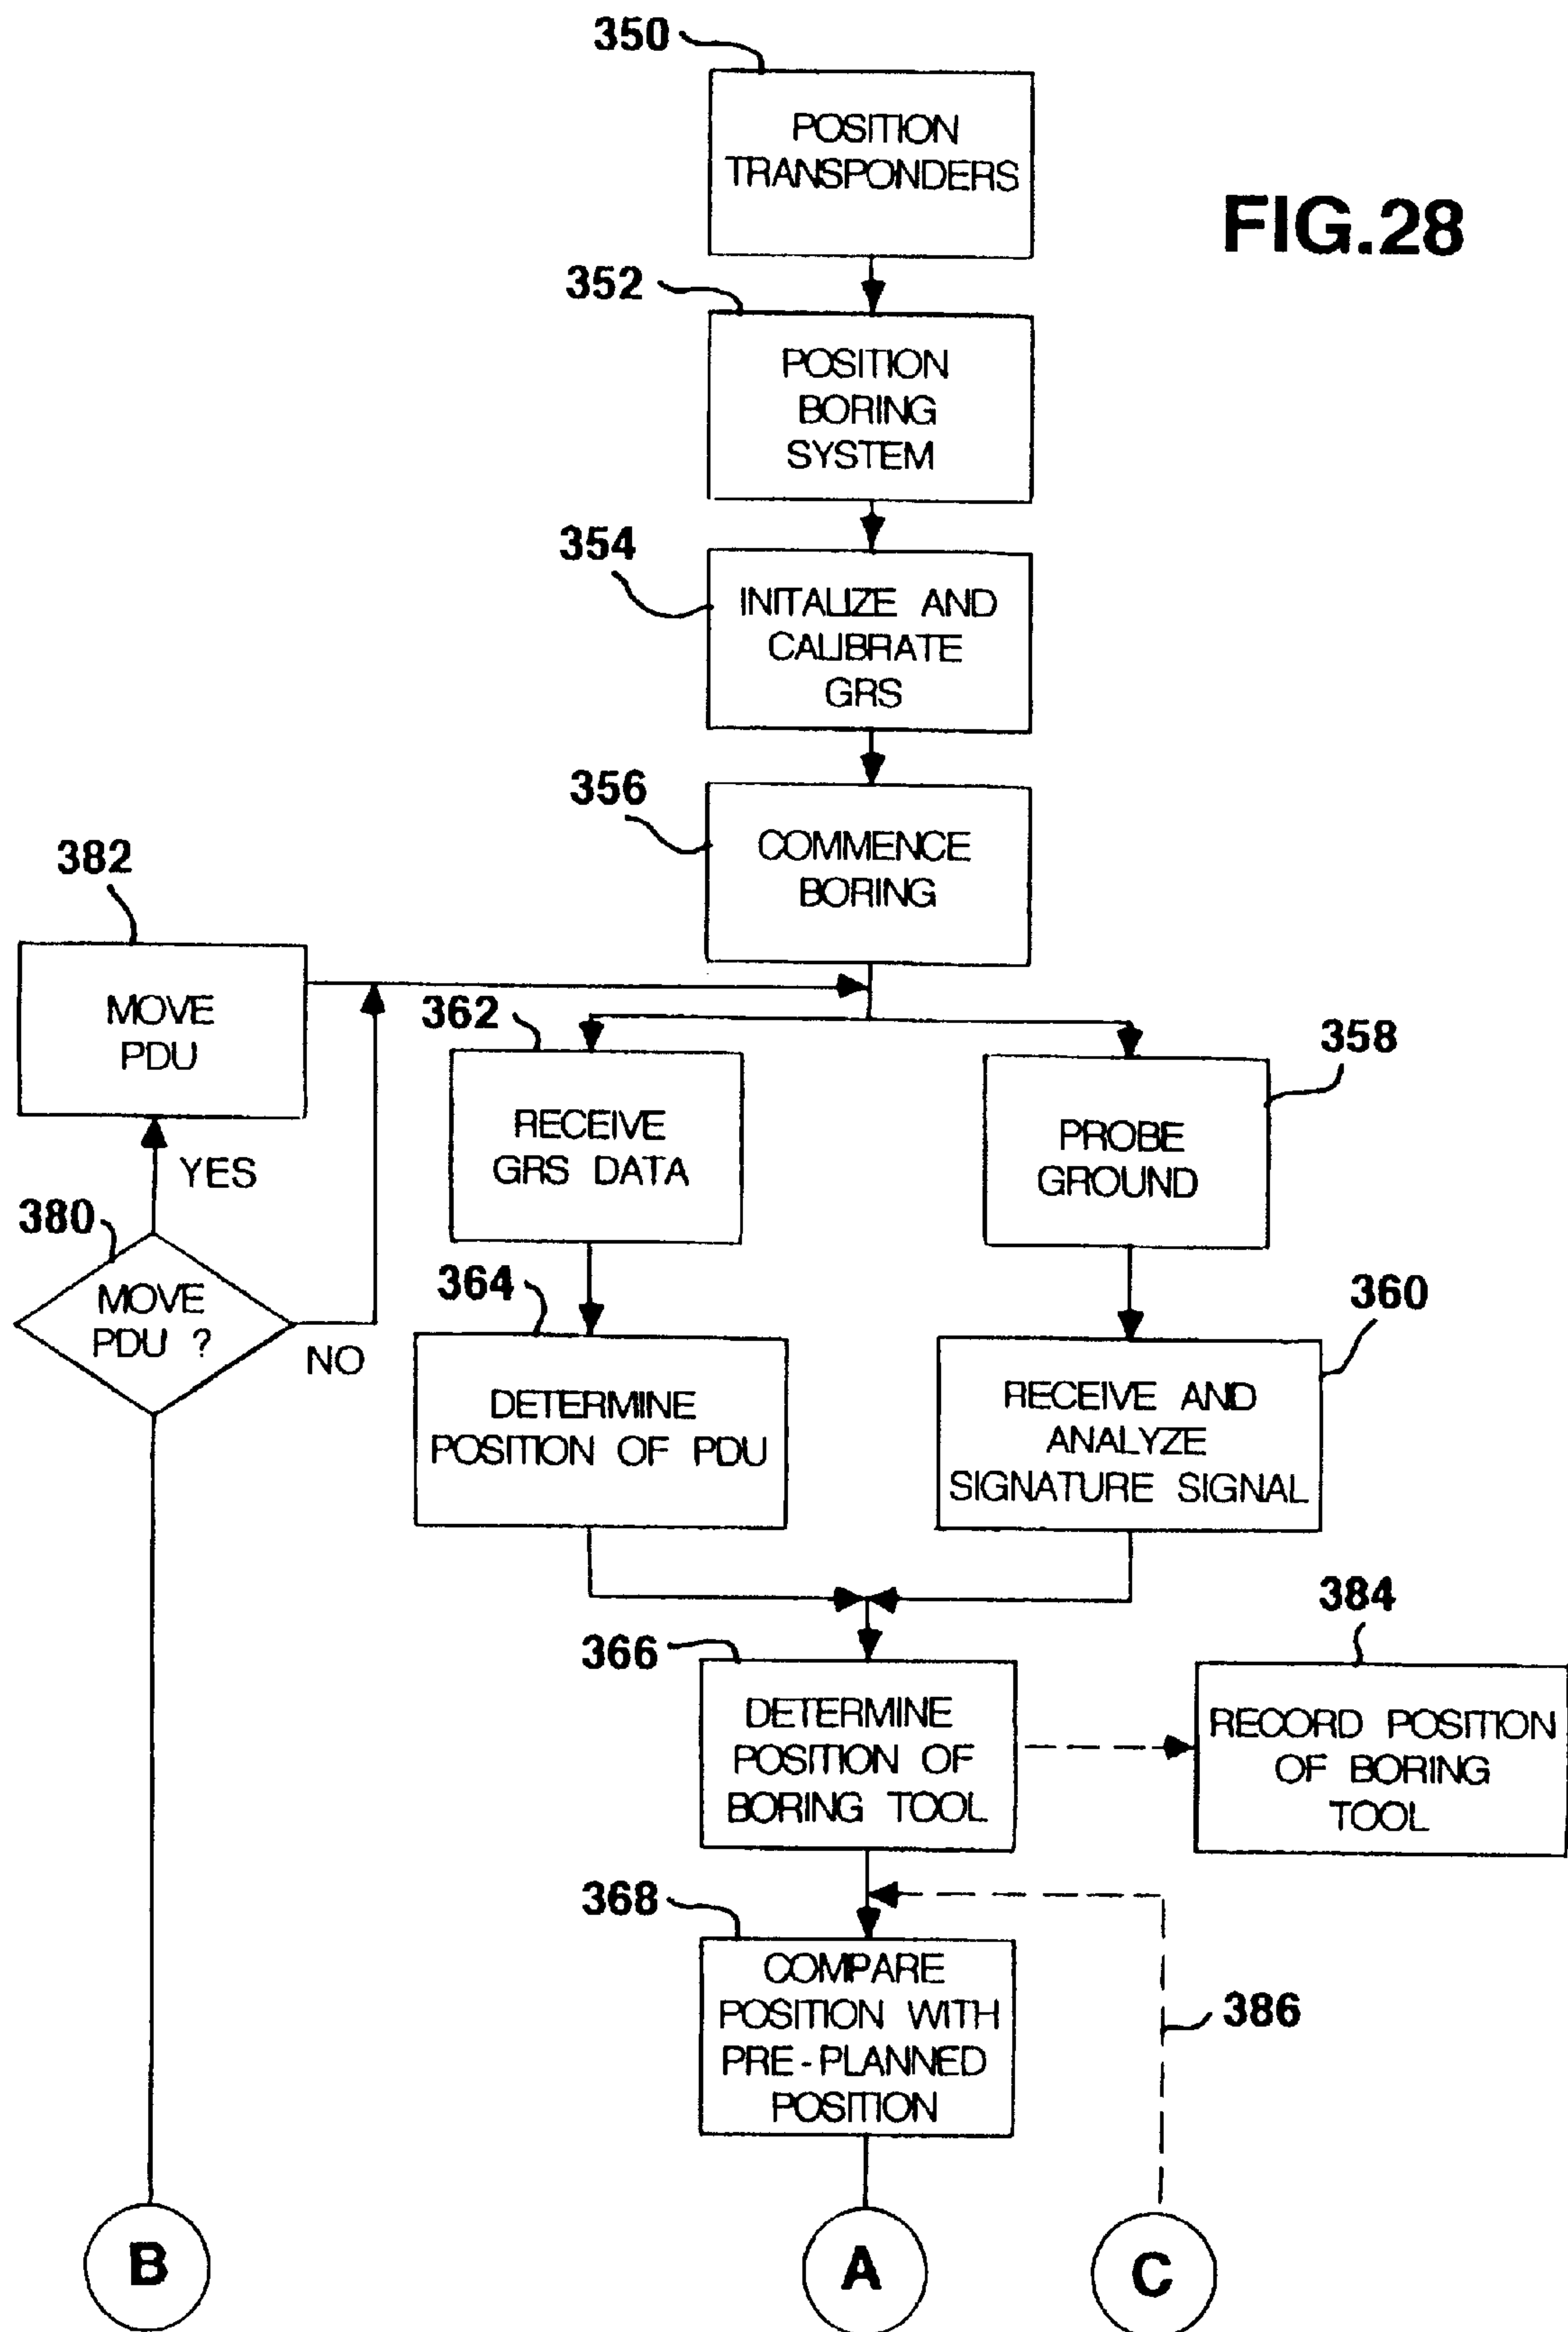 350
POSITION
TRANSPONDERS
FIG.28
352
POSITION
BORING
SYSTEM
354
INITALIZE AND
CALIBRATE
GRS
356
COMMENCE
BORING
382
MOVE
PDU
362
RECEIVE
GRS DATA
358
PROBE
GROUND
YES
380
MOVE
PDU ?
NO
364
DETERMINE
POSITION OF PDU
360
RECEIVE AND
ANALYZE
SIGNATURE SIGNAL
366
DETERMINE
POSITION OF
BORING TOOL
384
RECORD POSITION
OF BORING
TOOL
368
COMPARE
POSITION WITH
PRE-PLANNED
POSITION
386
B
A
C